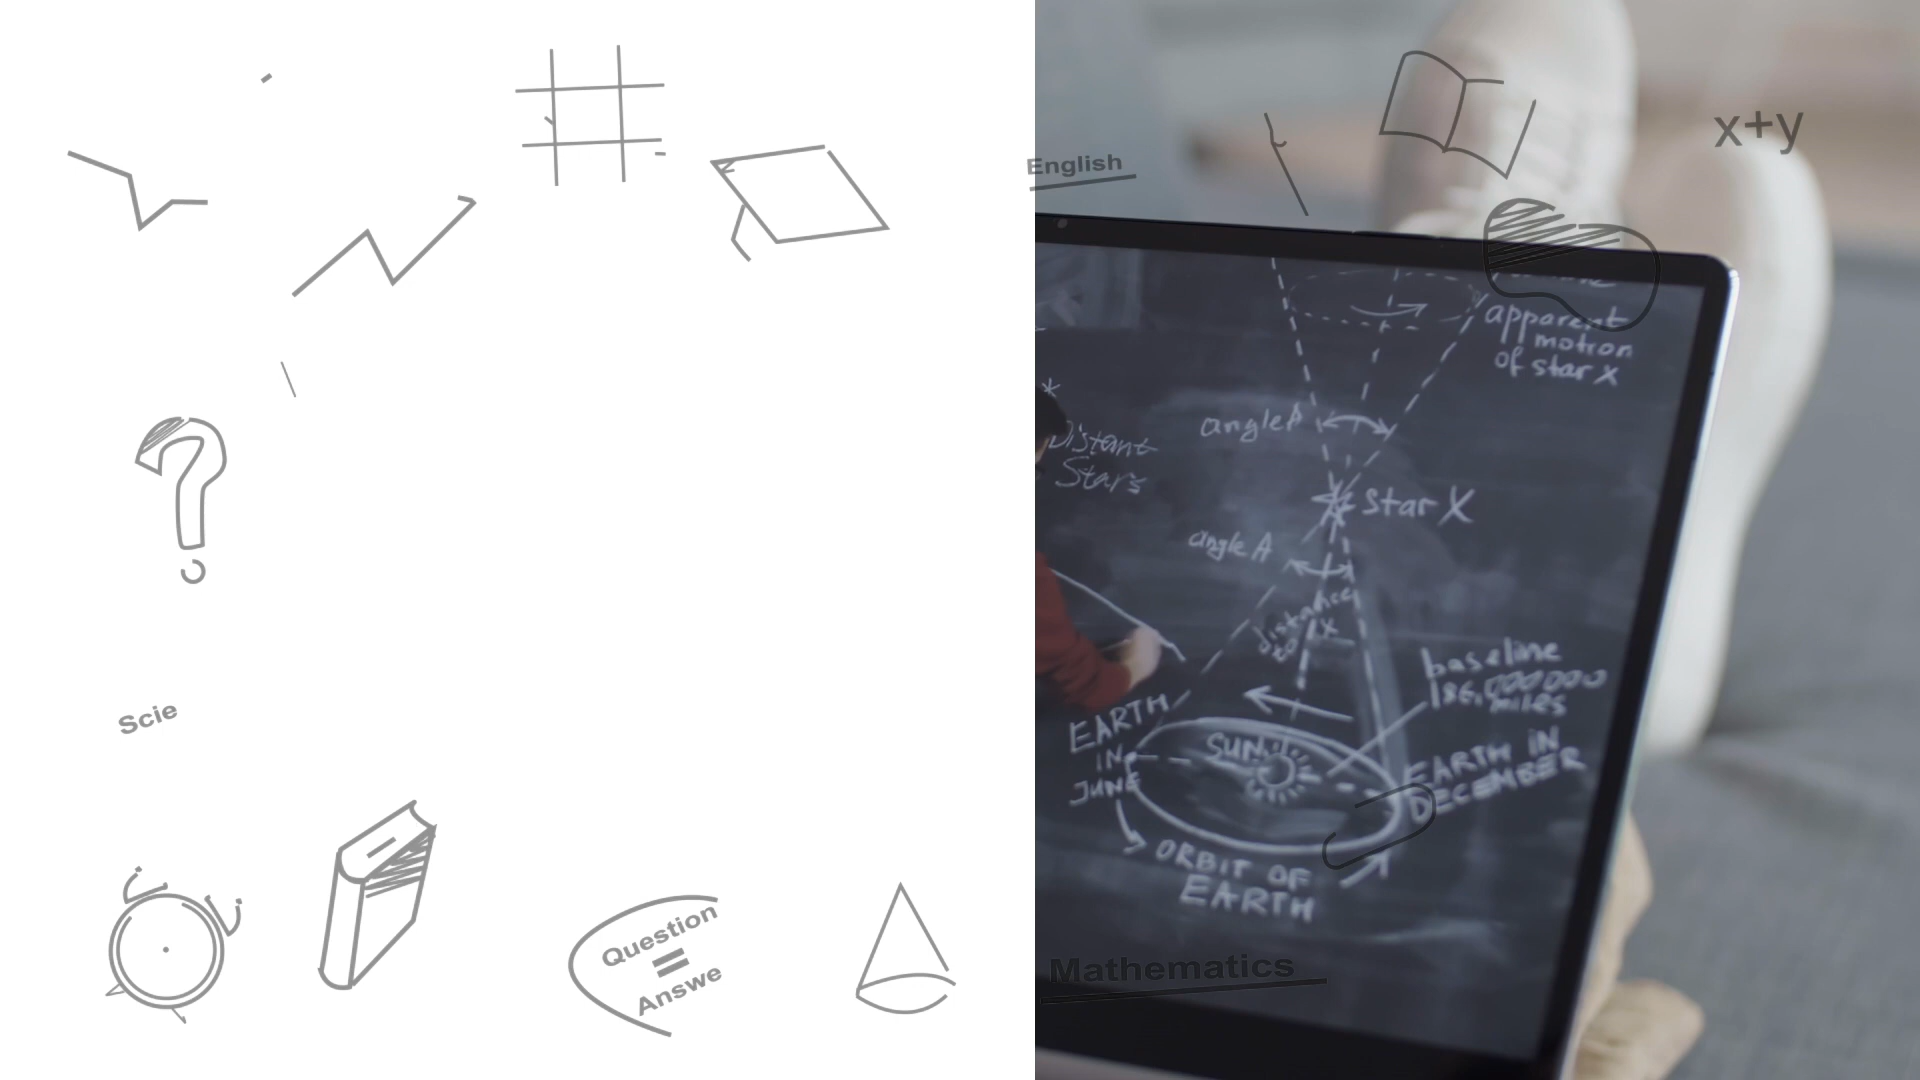 English
x+y
apparent
motion
of star x
angle A
Distant
Stars
star X
angle A
distance
x
baseline
186,000,000
miles
Scie
EARTH
IN
JUNE
SUN
EARTH IN
DECEMBER
ORBIT OF
EARTH
Question
=
Answe
Mathematics